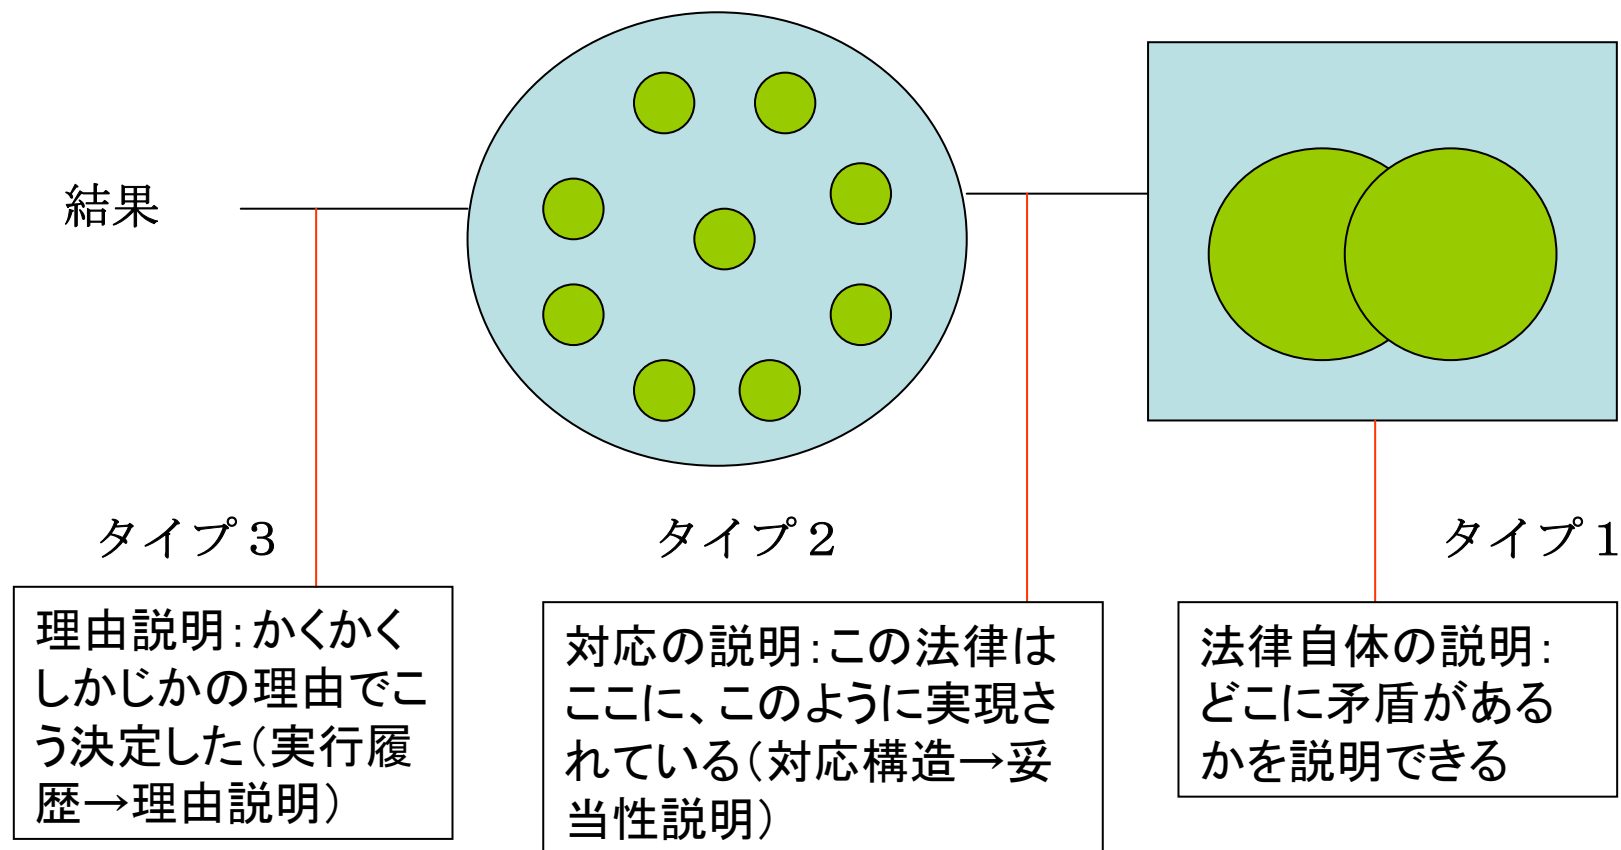 結果
タイプ３
タイプ２
タイプ１
理由説明：かくかく
しかじかの理由でこ
う決定した（実行履
歴→理由説明）
対応の説明：この法律は
ここに、このように実現さ
れている（対応構造→妥
当性説明）
法律自体の説明：
どこに矛盾がある
かを説明できる